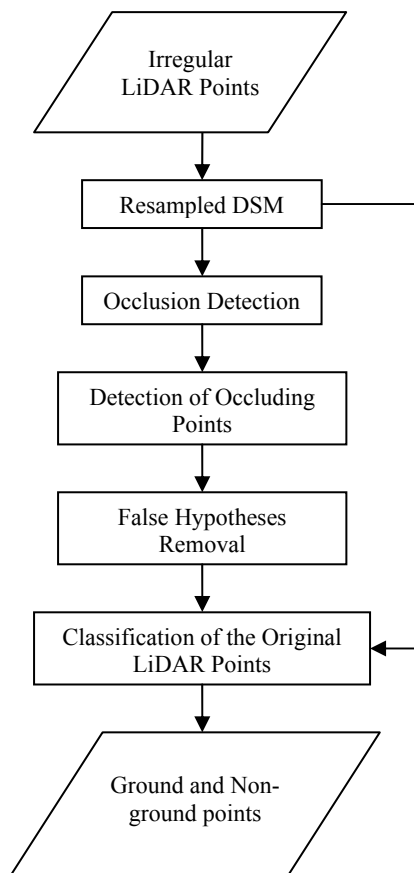 Irregular
LiDAR Points
Resampled DSM
Occlusion Detection
Detection of Occluding
Points
False Hypotheses
Removal
Classification of the Original
LiDAR Points
Ground and Non-
ground points